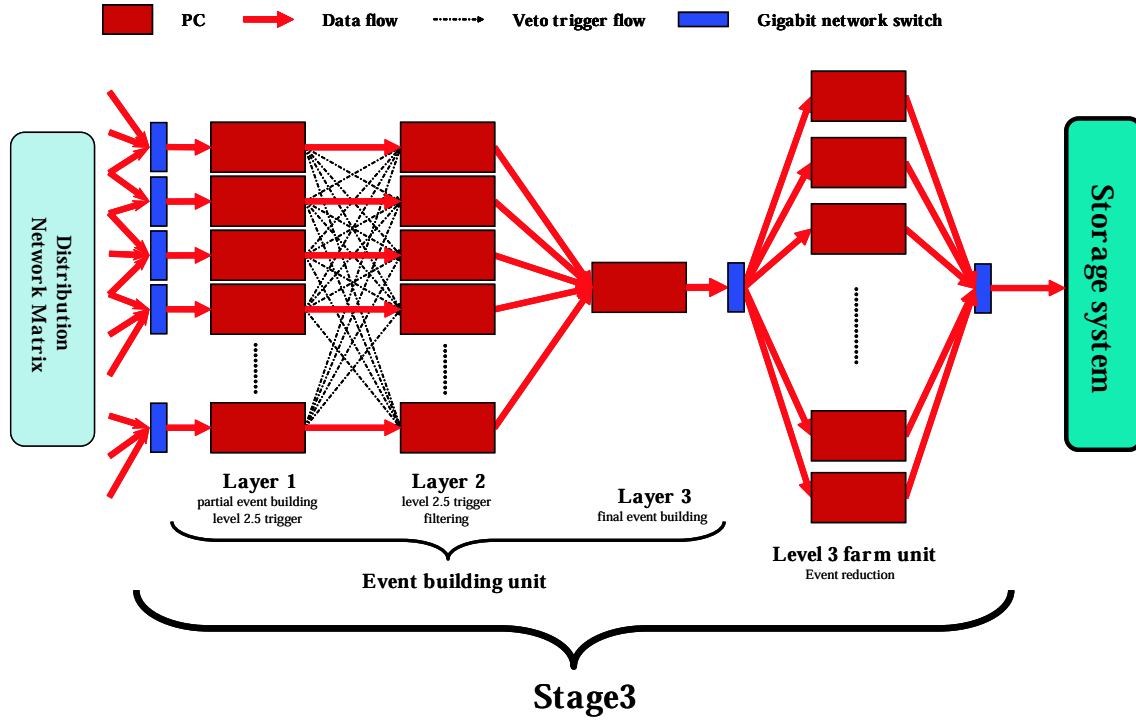 PC
Data flow
Veto trigger flow
Gigabit network switch
Distribution
Network Matrix
Storage system
Layer 1
partial event building
level 2.5 trigger
Layer 2
level 2.5 trigger
filtering
Layer 3
final event building
Level 3 farm unit
Event reduction
Event building unit
Stage3